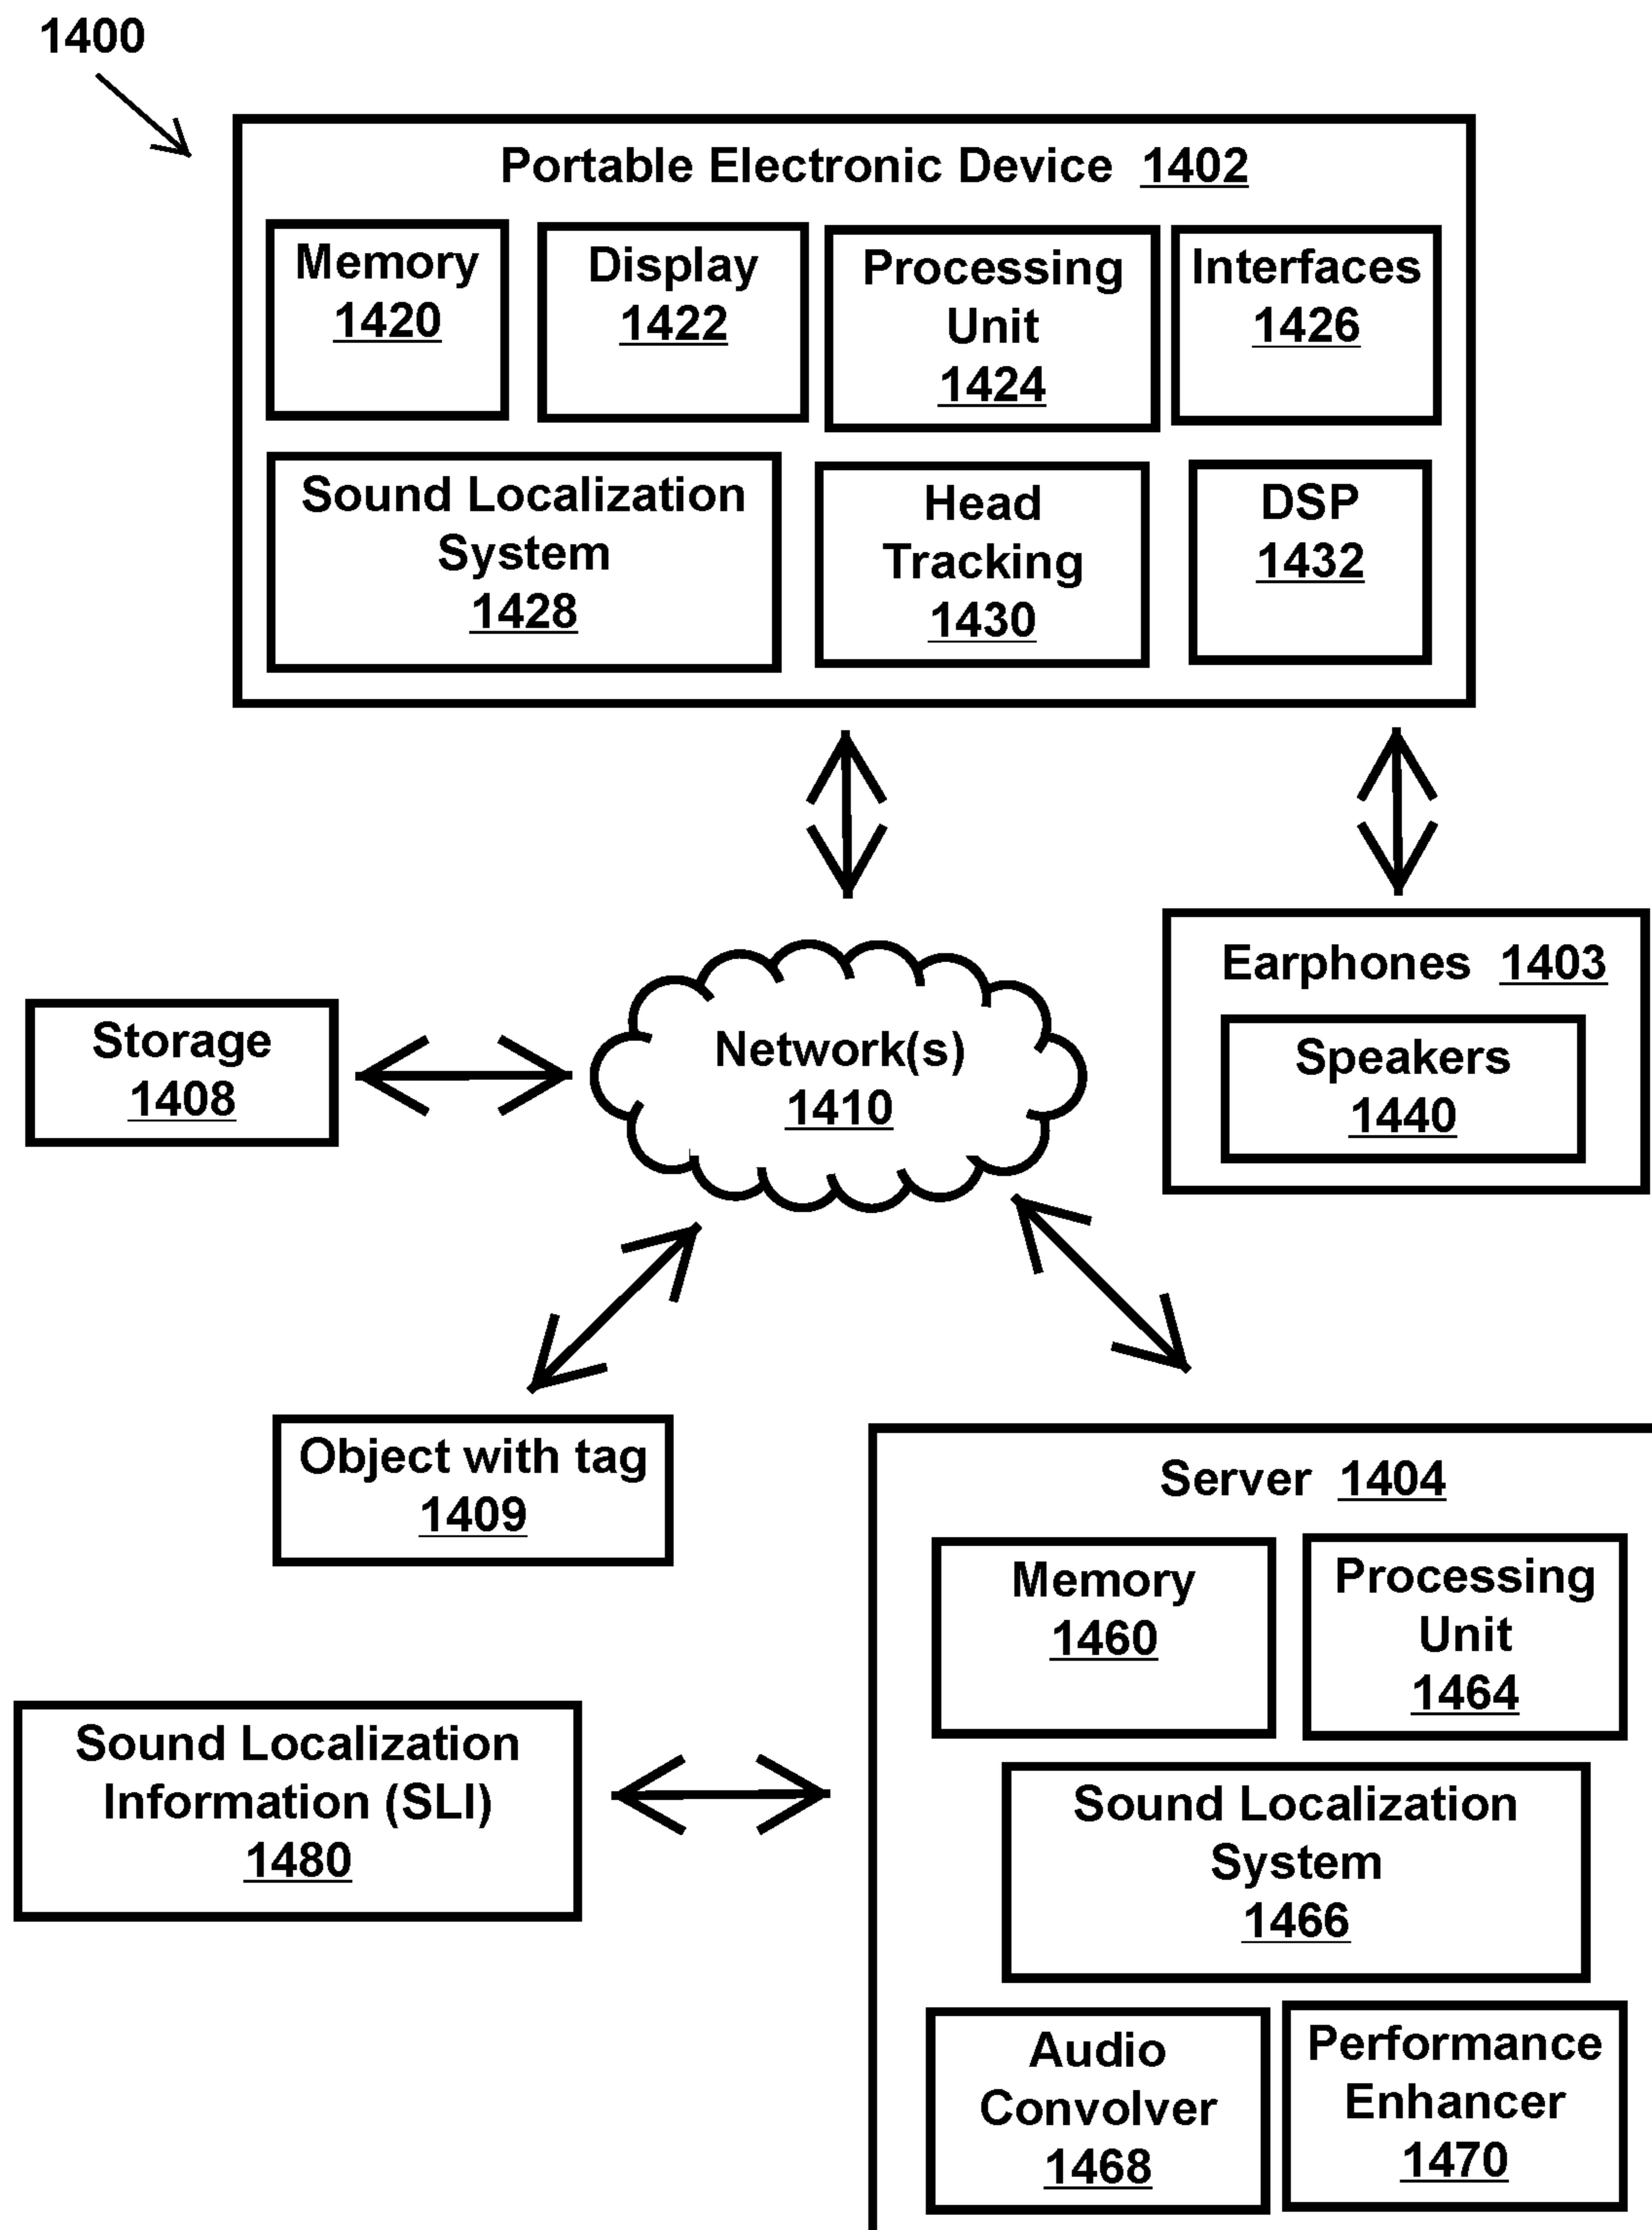 1400
Portable Electronic Device 1402
Memory
1420
Display
1422
Processing
Unit
1424
Interfaces
1426
Sound Localization
System
1428
Head
Tracking
1430
DSP
1432
Earphones 1403
Speakers
1440
Storage
1408
Network(s)
1410
Object with tag
1409
Server 1404
Memory
1460
Processing
Unit
1464
Sound Localization
Information (SLI)
1480
Sound Localization
System
1466
Audio
Convolver
1468
Performance
Enhancer
1470